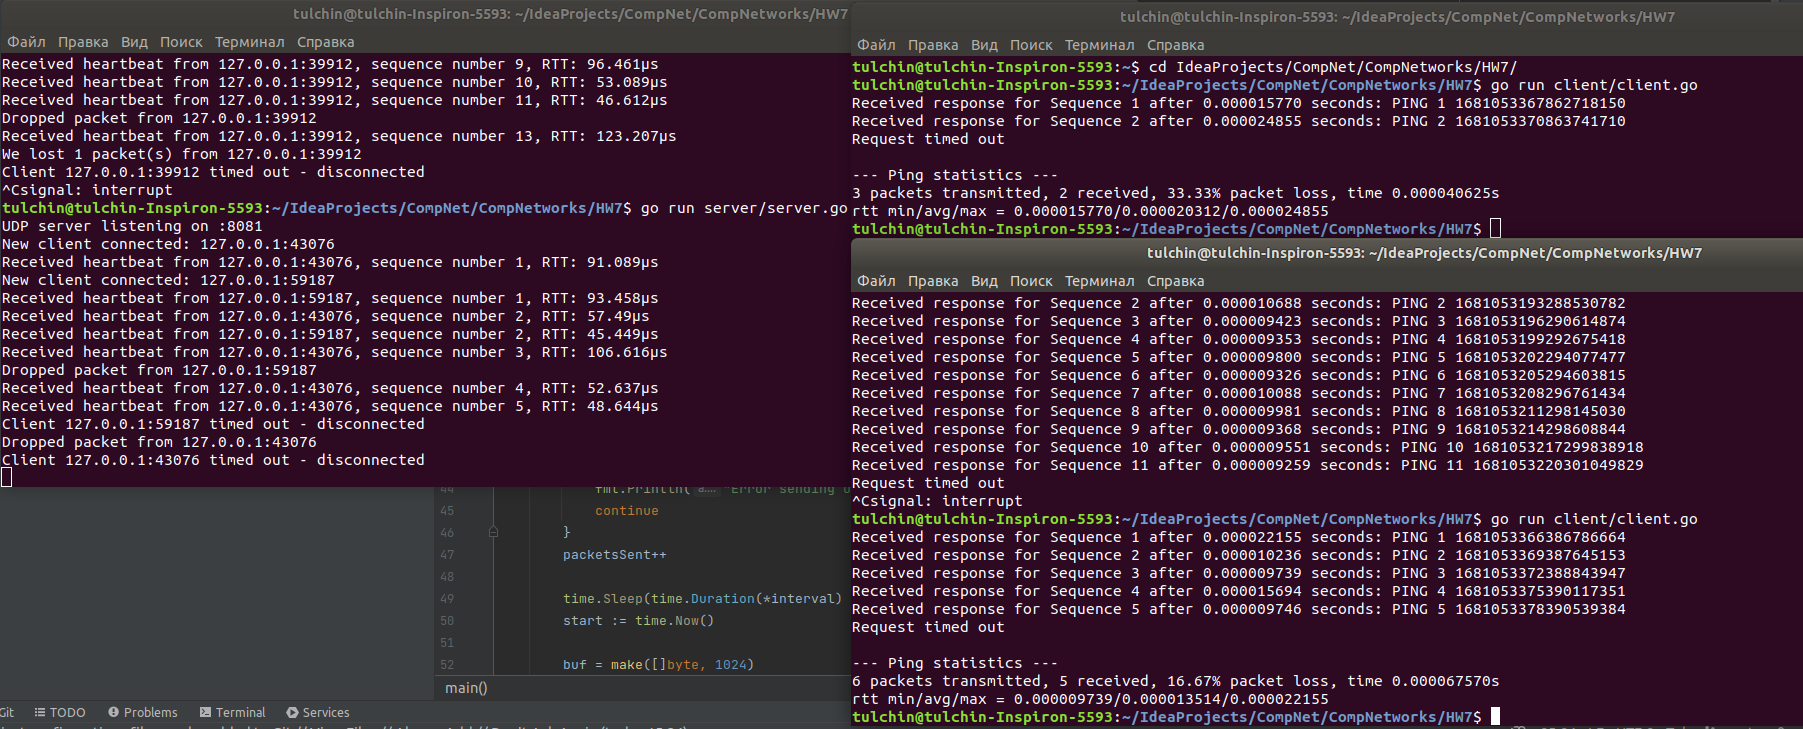 tulchin@tulchin-Inspiron-5593: ~/IdeaProjects/CompNet/CompNetworks/HW7
Файл Правка Вид Поиск Терминал Справка
Received heartbeat from 127.0.0.1:39912, sequence number 9, RTT: 96.461µs
Received heartbeat from 127.0.0.1:39912, sequence number 10, RTT: 53.089µs
Received heartbeat from 127.0.0.1:39912, sequence number 11, RTT: 46.612µs
Dropped packet from 127.0.0.1:39912
Received heartbeat from 127.0.0.1:39912, sequence number 13, RTT: 123.207µs
We lost 1 packet(s) from 127.0.0.1:39912
Client 127.0.0.1:39912 timed out - disconnected
^Csignal: interrupt
tulchin@tulchin-Inspiron-5593:~/IdeaProjects/CompNet/CompNetworks/HW7$ go run server/server.go
UDP server listening on :8081
New client connected: 127.0.0.1:43076
Received heartbeat from 127.0.0.1:43076, sequence number 1, RTT: 91.089µs
New client connected: 127.0.0.1:59187
Received heartbeat from 127.0.0.1:59187, sequence number 1, RTT: 93.458µs
Received heartbeat from 127.0.0.1:43076, sequence number 2, RTT: 57.49µs
Received heartbeat from 127.0.0.1:59187, sequence number 2, RTT: 45.449µs
Received heartbeat from 127.0.0.1:43076, sequence number 3, RTT: 106.616µs
Dropped packet from 127.0.0.1:59187
Received heartbeat from 127.0.0.1:43076, sequence number 4, RTT: 52.637µs
Received heartbeat from 127.0.0.1:43076, sequence number 5, RTT: 48.644µs
Client 127.0.0.1:59187 timed out - disconnected
Dropped packet from 127.0.0.1:43076
Client 127.0.0.1:43076 timed out - disconnected
44 fmt.Println( a...: "Error sending
45 continue
46 }
47 packetsSent++
48
49 time.Sleep(time.Duration(*interval)
50 start := time.Now()
51
52 buf = make([]byte, 1024)
main()
Git TODO Problems Terminal Services
tulchin@tulchin-Inspiron-5593: ~/IdeaProjects/CompNet/CompNetworks/HW7
Файл Правка Вид Поиск Терминал Справка
tulchin@tulchin-Inspiron-5593:~$ cd IdeaProjects/CompNet/CompNetworks/HW7/
tulchin@tulchin-Inspiron-5593:~/IdeaProjects/CompNet/CompNetworks/HW7$ go run client/client.go
Received response for Sequence 1 after 0.000015770 seconds: PING 1 1681053367862718150
Received response for Sequence 2 after 0.000024855 seconds: PING 2 1681053370863741710
Request timed out
--- Ping statistics ---
3 packets transmitted, 2 received, 33.33% packet loss, time 0.000040625s
rtt min/avg/max = 0.000015770/0.000020312/0.000024855
tulchin@tulchin-Inspiron-5593:~/IdeaProjects/CompNet/CompNetworks/HW7$
tulchin@tulchin-Inspiron-5593: ~/IdeaProjects/CompNet/CompNetworks/HW7
Файл Правка Вид Поиск Терминал Справка
Received response for Sequence 2 after 0.000010688 seconds: PING 2 1681053193288530782
Received response for Sequence 3 after 0.000009423 seconds: PING 3 1681053196290614874
Received response for Sequence 4 after 0.000009353 seconds: PING 4 1681053199292675418
Received response for Sequence 5 after 0.000009800 seconds: PING 5 1681053202294077477
Received response for Sequence 6 after 0.000009326 seconds: PING 6 1681053205294603815
Received response for Sequence 7 after 0.000010088 seconds: PING 7 1681053208296761434
Received response for Sequence 8 after 0.000009981 seconds: PING 8 1681053211298145030
Received response for Sequence 9 after 0.000009368 seconds: PING 9 1681053214298608844
Received response for Sequence 10 after 0.000009551 seconds: PING 10 1681053217299838918
Received response for Sequence 11 after 0.000009259 seconds: PING 11 1681053220301049829
Request timed out
^Csignal: interrupt
tulchin@tulchin-Inspiron-5593:~/IdeaProjects/CompNet/CompNetworks/HW7$ go run client/client.go
Received response for Sequence 1 after 0.000022155 seconds: PING 1 1681053366386786664
Received response for Sequence 2 after 0.000010236 seconds: PING 2 1681053369387645153
Received response for Sequence 3 after 0.000009739 seconds: PING 3 1681053372388843947
Received response for Sequence 4 after 0.000015694 seconds: PING 4 1681053375390117351
Received response for Sequence 5 after 0.000009746 seconds: PING 5 1681053378390539384
Request timed out
--- Ping statistics ---
6 packets transmitted, 5 received, 16.67% packet loss, time 0.000067570s
rtt min/avg/max = 0.000009739/0.000013514/0.000022155
tulchin@tulchin-Inspiron-5593:~/IdeaProjects/CompNet/CompNetworks/HW7$